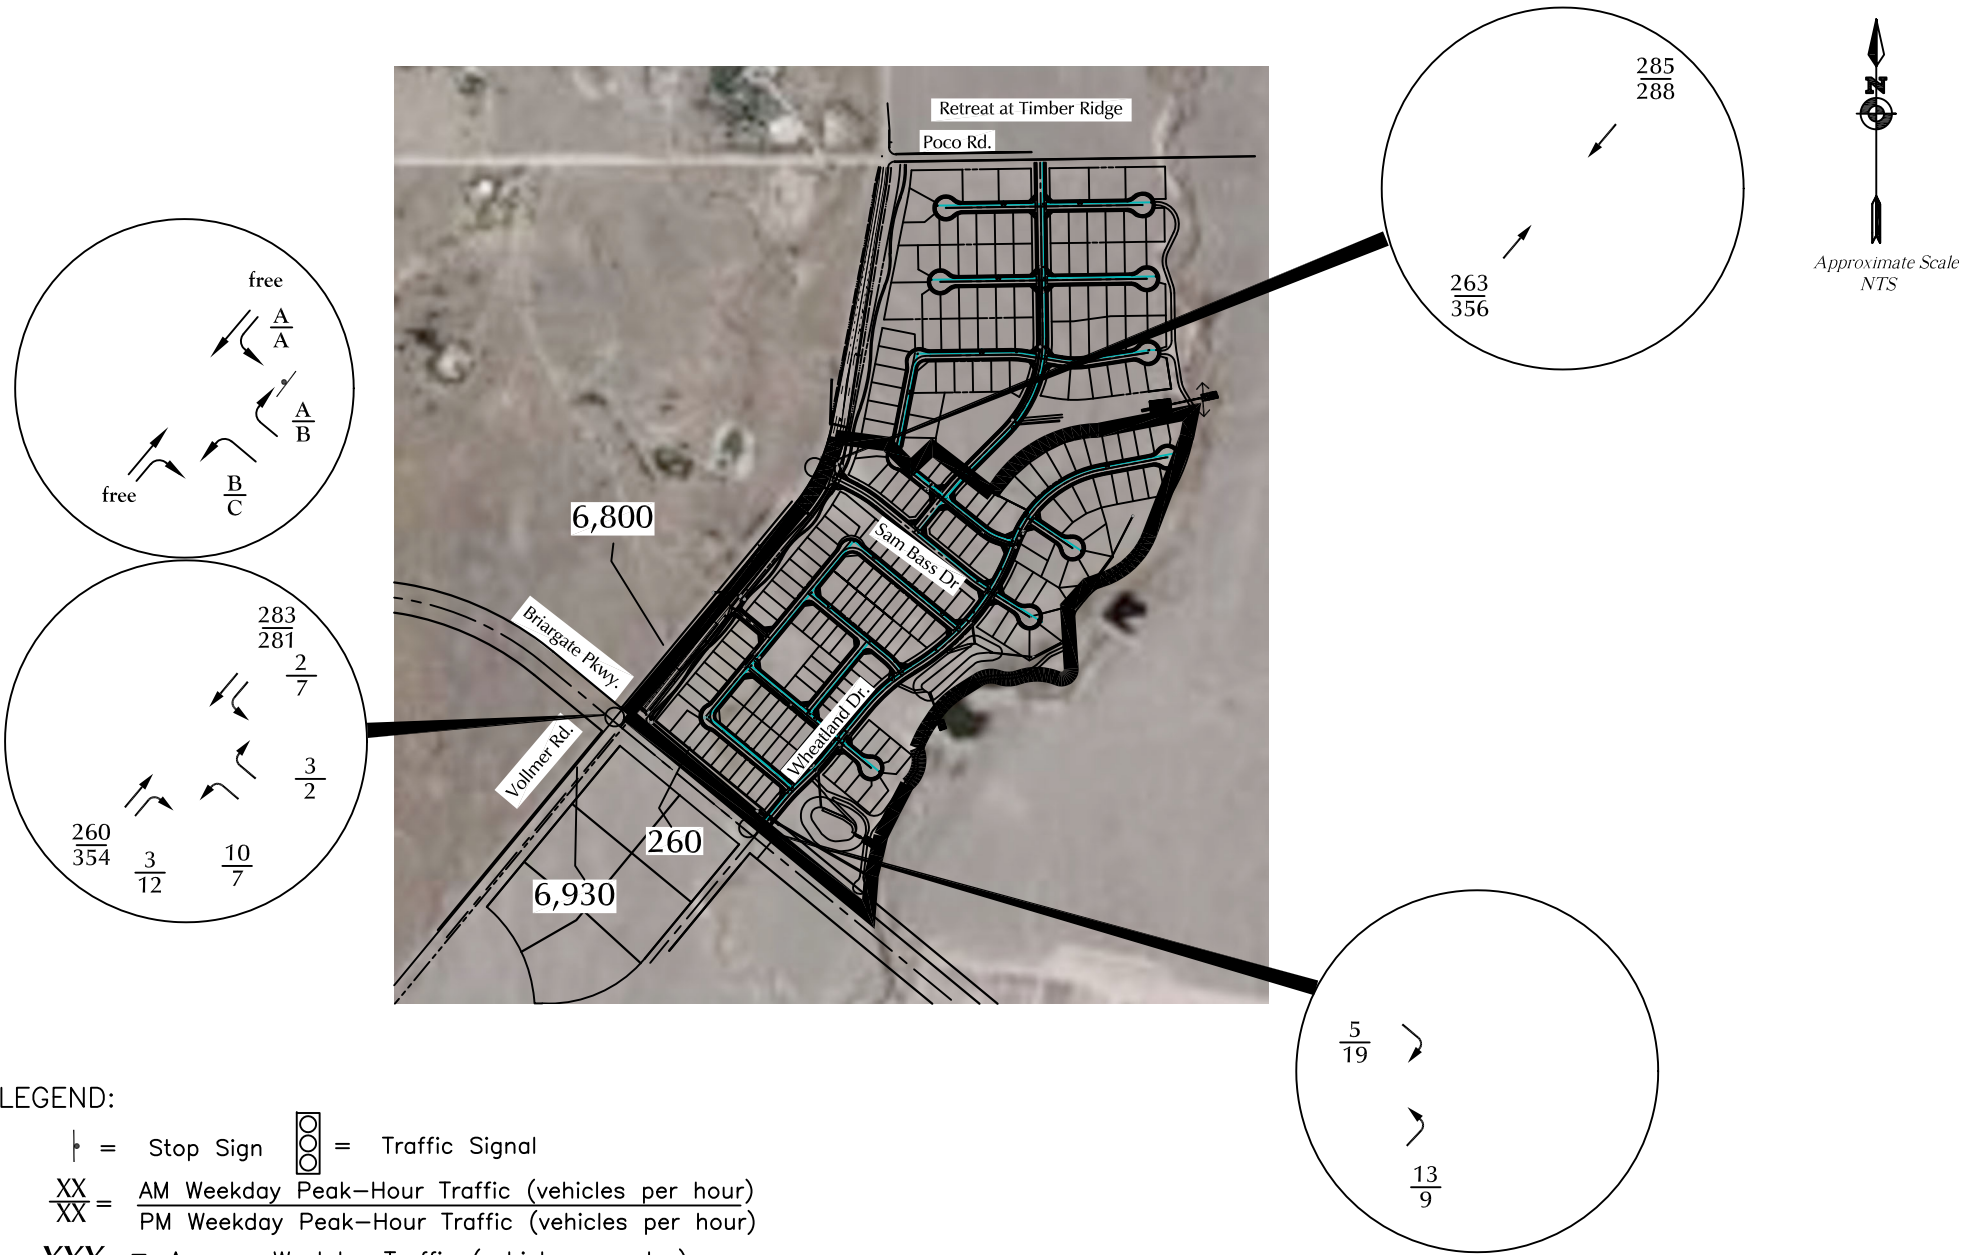 285
288
N
263
356
Approximate Scale
NTS
Retreat at Timber Ridge
Poco Rd.
free
A
A
A
B
free
B
C
6,800
Sam Bass Dr
Briargate Pkwy.
Vollmer Rd.
Wheatland Dr.
260
6,930
283
281
2
7
3
2
260
354
3
12
10
7
5
19
13
9
LEGEND:
= Stop Sign = Traffic Signal
XX
XX
= AM Weekday Peak-Hour Traffic (vehicles per hour)
PM Weekday Peak-Hour Traffic (vehicles per hour)